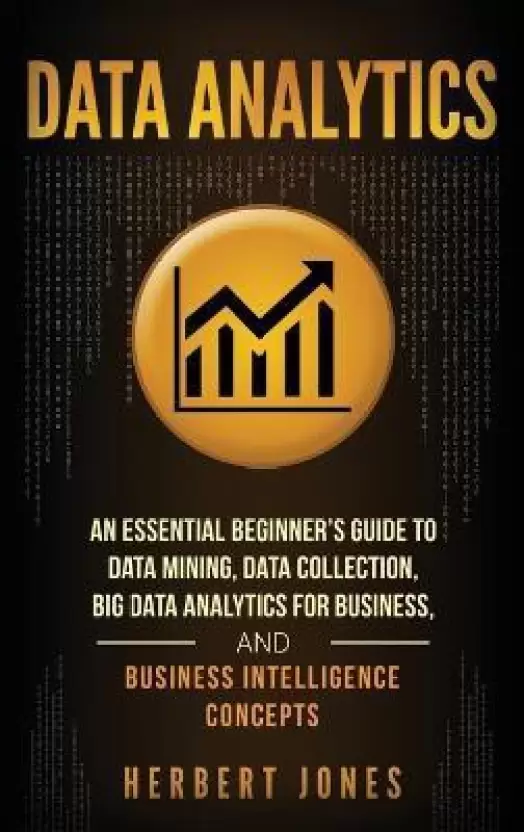 DATA ANALYTICS
AN ESSENTIAL BEGINNER'S GUIDE TO
DATA MINING, DATA COLLECTION,
BIG DATA ANALYTICS FOR BUSINESS,
AND
BUSINESS INTELLIGENCE
CONCEPTS
HERBERT JONES